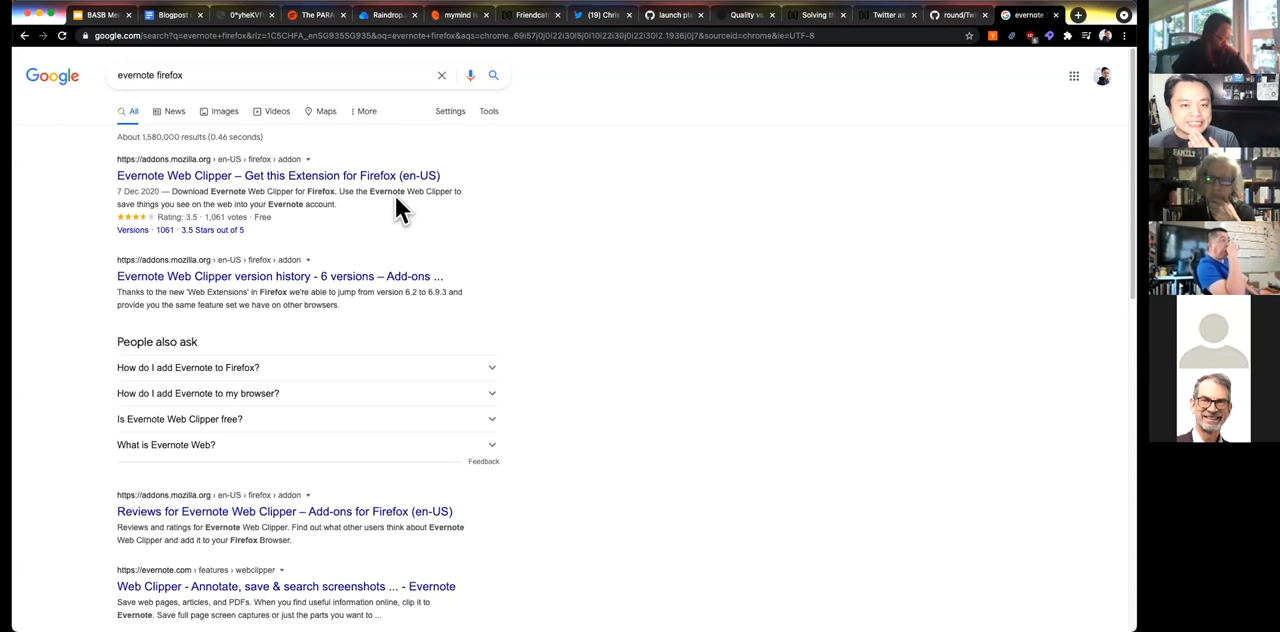 BASB Me
Blogpost
0*yheKVf
The PARA
Raindrop.
mymind is
Friendcat
(19) Chris
launch pla
Quality vs
Solving th
Twitter as
round/Twi
evernote
google.com/search?q=evernote+firefox&rlz=1C5CHFA_enSG935SG935&oq=evernote+firefox&aqs=chrome..69i57j0j0i22i30l5j0i10i22i30j0i22i30l2.1936j0j7&sourceid=chrome&ie=UTF-8
Google
evernote firefox
All News Images Videos Maps More Settings Tools
About 1,580,000 results (0.46 seconds)
https://addons.mozilla.org › en-US › firefox › addon
Evernote Web Clipper – Get this Extension for Firefox (en-US)
7 Dec 2020 — Download Evernote Web Clipper for Firefox. Use the Evernote Web Clipper to
save things you see on the web into your Evernote account.
Rating: 3.5 · 1,061 votes · Free
Versions · 1061 · 3.5 Stars out of 5
https://addons.mozilla.org › en-US › firefox › addon
Evernote Web Clipper version history - 6 versions – Add-ons ...
Thanks to the new 'Web Extensions' in Firefox we're able to jump from version 6.2 to 6.9.3 and
provide you the same feature set we have on other browsers.
People also ask
How do I add Evernote to Firefox?
How do I add Evernote to my browser?
Is Evernote Web Clipper free?
What is Evernote Web?
Feedback
https://addons.mozilla.org › en-US › firefox › addon
Reviews for Evernote Web Clipper – Add-ons for Firefox (en-US)
Reviews and ratings for Evernote Web Clipper. Find out what other users think about Evernote
Web Clipper and add it to your Firefox Browser.
https://evernote.com › features › webclipper
Web Clipper - Annotate, save & search screenshots ... - Evernote
Save web pages, articles, and PDFs. When you find useful information online, clip it to
Evernote. Save full page screen captures or just the parts you want to ...
FAMILY